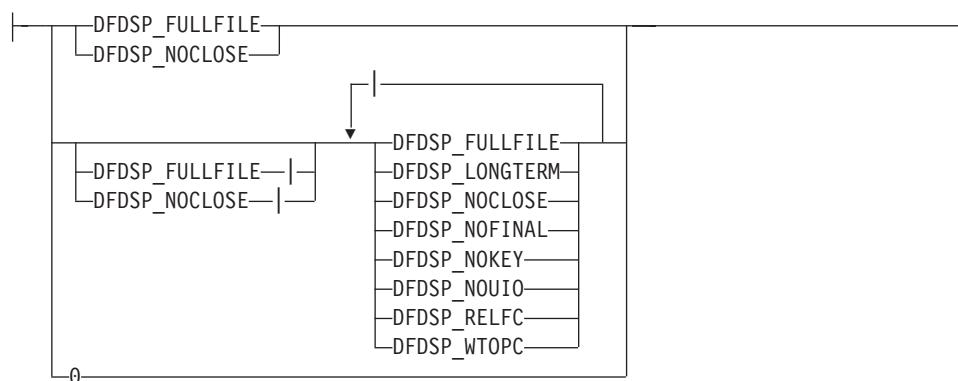 DFDSP_FULLFILE
DFDSP_NOCLOSE
|
DFDSP_FULLFILE
DFDSP_FULLFILE |
DFDSP_LONGTERM
DFDSP_NOCLOSE |
DFDSP_NOCLOSE
DFDSP_NOFINAL
DFDSP_NOKEY
DFDSP_NOUIO
DFDSP_RELFC
DFDSP_WTOPC
0